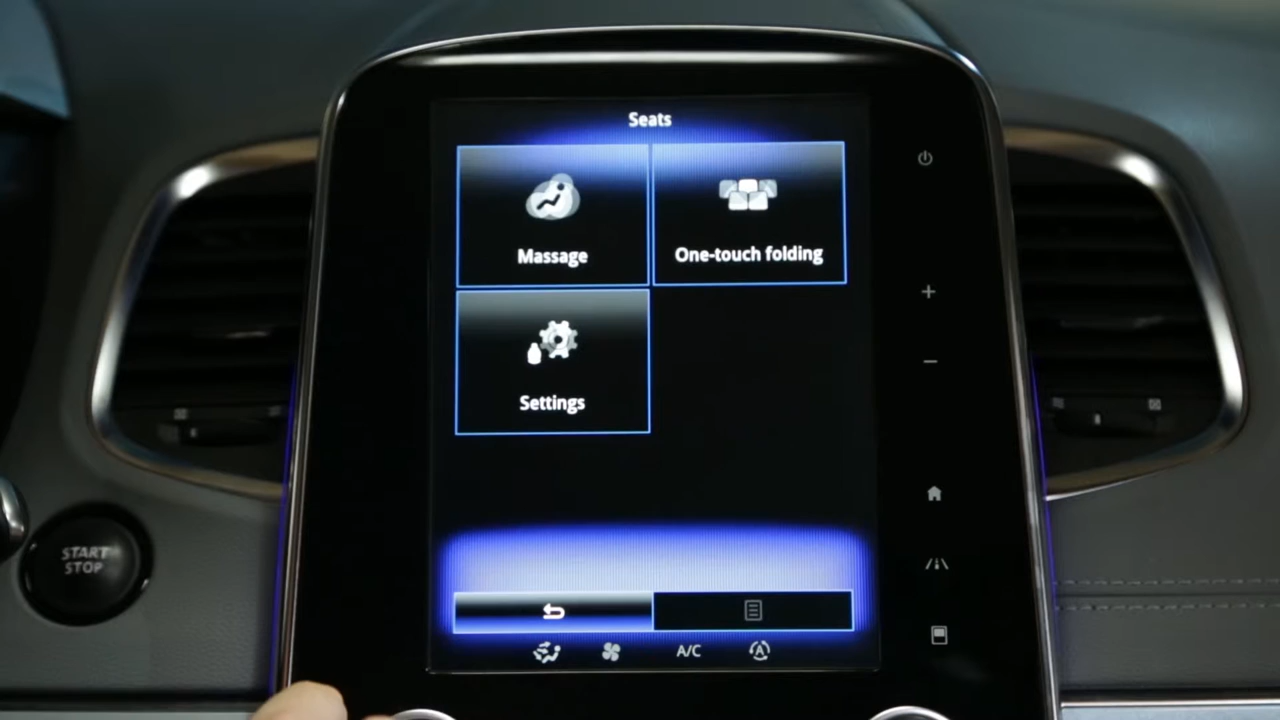 Seats
Massage
One-touch folding
Settings
START
STOP
A/C
A